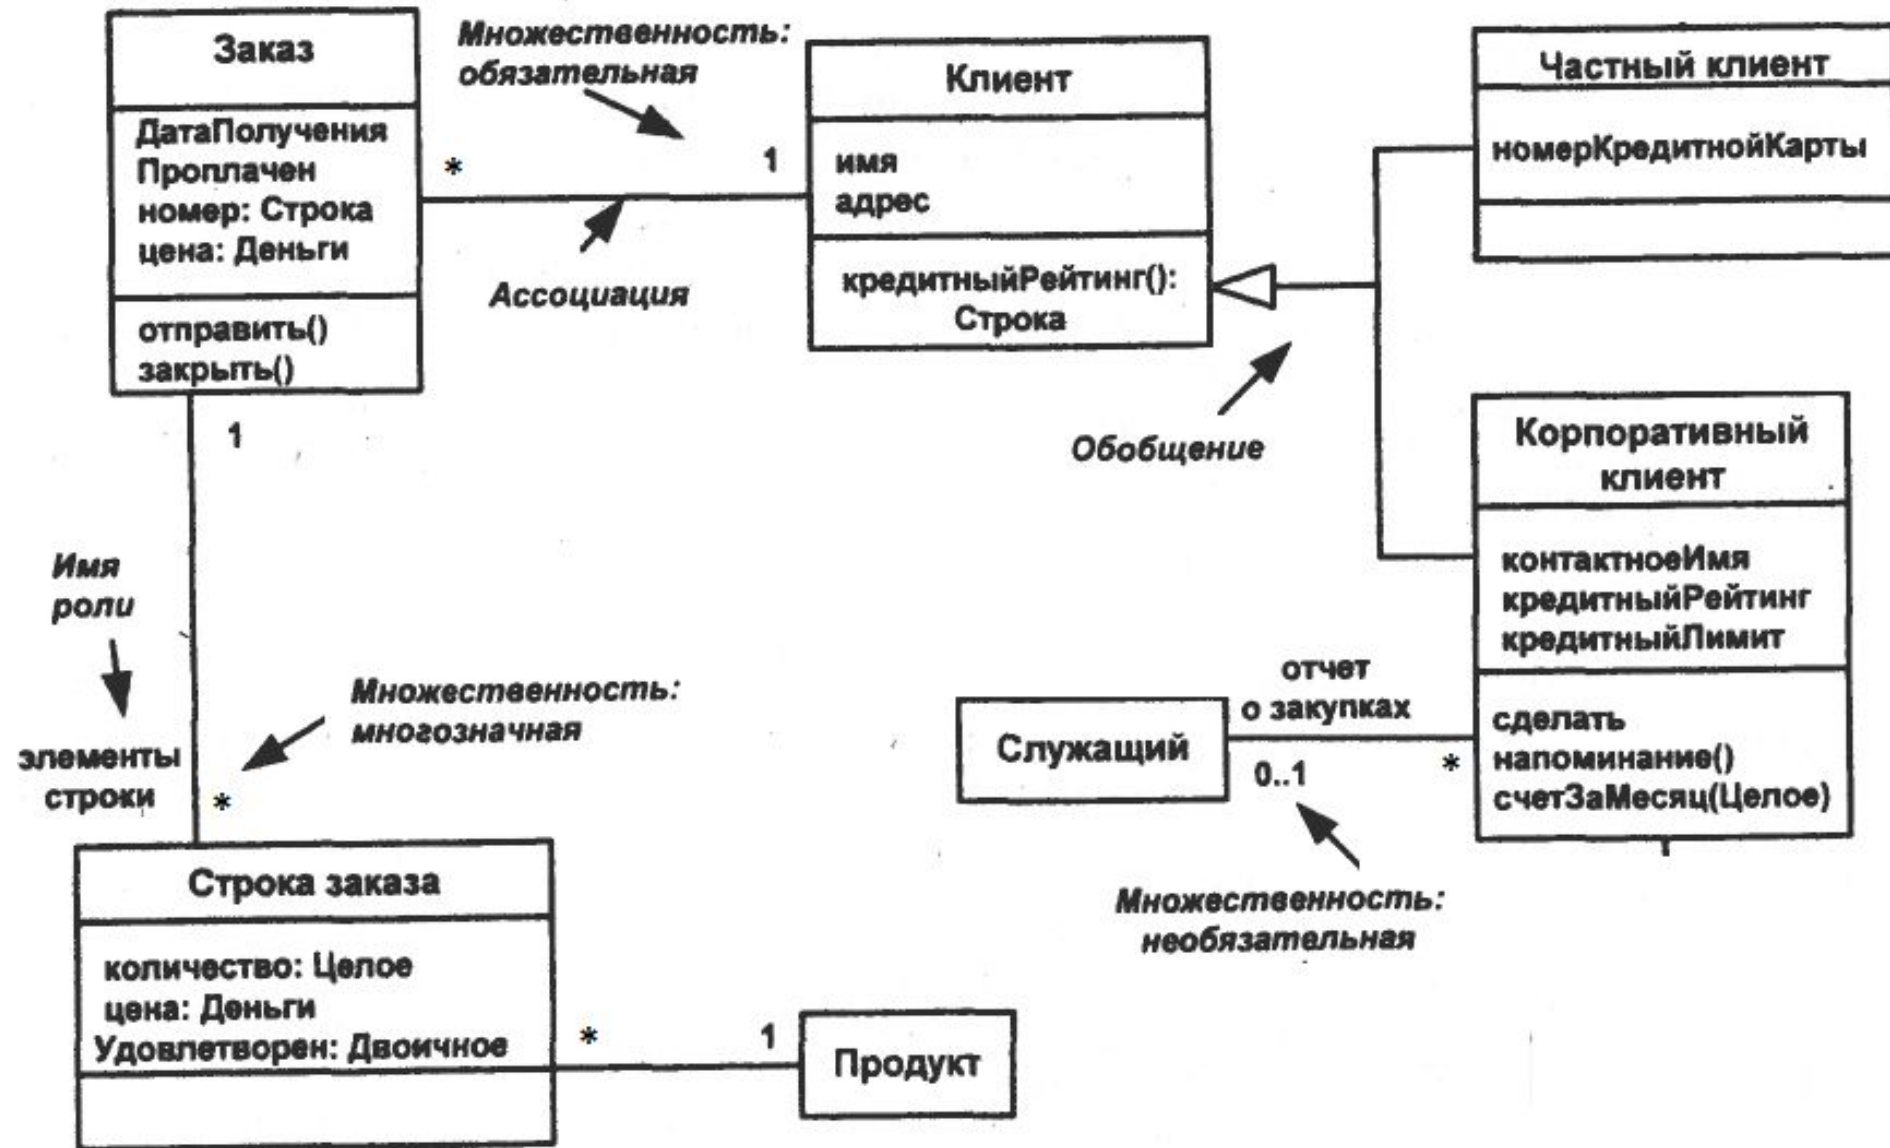 Заказ
ДатаПолучения
Проплачен
номер: Строка
цена: Деньги
отправить()
закрыть()
Множественность:
обязательная
*
1
Ассоциация
Клиент
имя
адрес
кредитныйРейтинг():
Строка
Обобщение
Частный клиент
номерКредитнойКарты
Корпоративный
клиент
контактноеИмя
кредитныйРейтинг
кредитныйЛимит
сделать
напоминание()
счетЗаМесяц(Целое)
1
Имя
роли
элементы
строки
*
Множественность:
многозначная
отчет
о закупках
Служащий
0..1
*
Множественность:
необязательная
Строка заказа
количество: Целое
цена: Деньги
Удовлетворен: Двоичное
*
1
Продукт